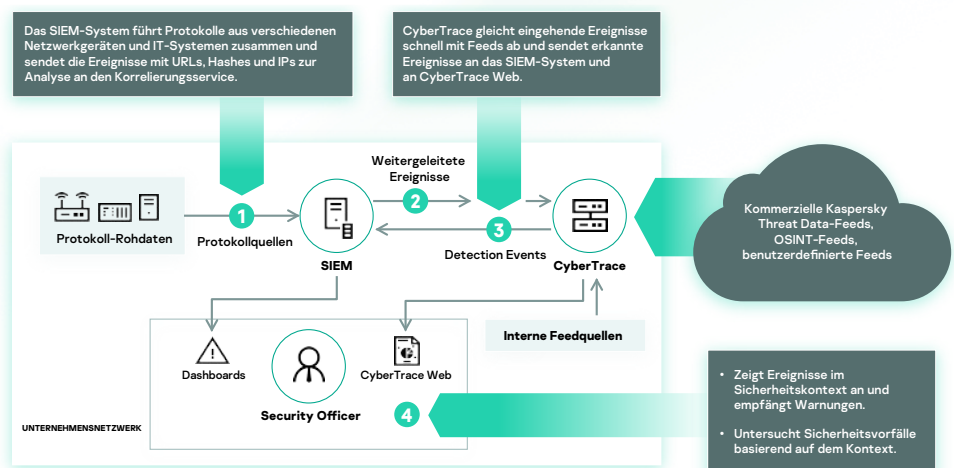 Das SIEM-System führt Protokolle aus verschiedenen
Netzwerkgeräten und IT-Systemen zusammen und
sendet die Ereignisse mit URLs, Hashes und IPs zur
Analyse an den Korrelierungsservice.
CyberTrace gleicht eingehende Ereignisse
schnell mit Feeds ab und sendet erkannte
Ereignisse an das SIEM-System und
an CyberTrace Web.
Weitergeleitete
Ereignisse
1
2
3
Protokoll-Rohdaten
Protokollquellen
SIEM
Detection Events
CyberTrace
Kommerzielle Kaspersky
Threat Data-Feeds,
OSINT-Feeds,
benutzerdefinierte Feeds
Interne Feedquellen
Dashboards
CyberTrace Web
Security Officer
4
UNTERNEHMENSNETZWERK
• Zeigt Ereignisse im
Sicherheitskontext an und
empfängt Warnungen.
• Untersucht Sicherheitsvorfälle
basierend auf dem Kontext.